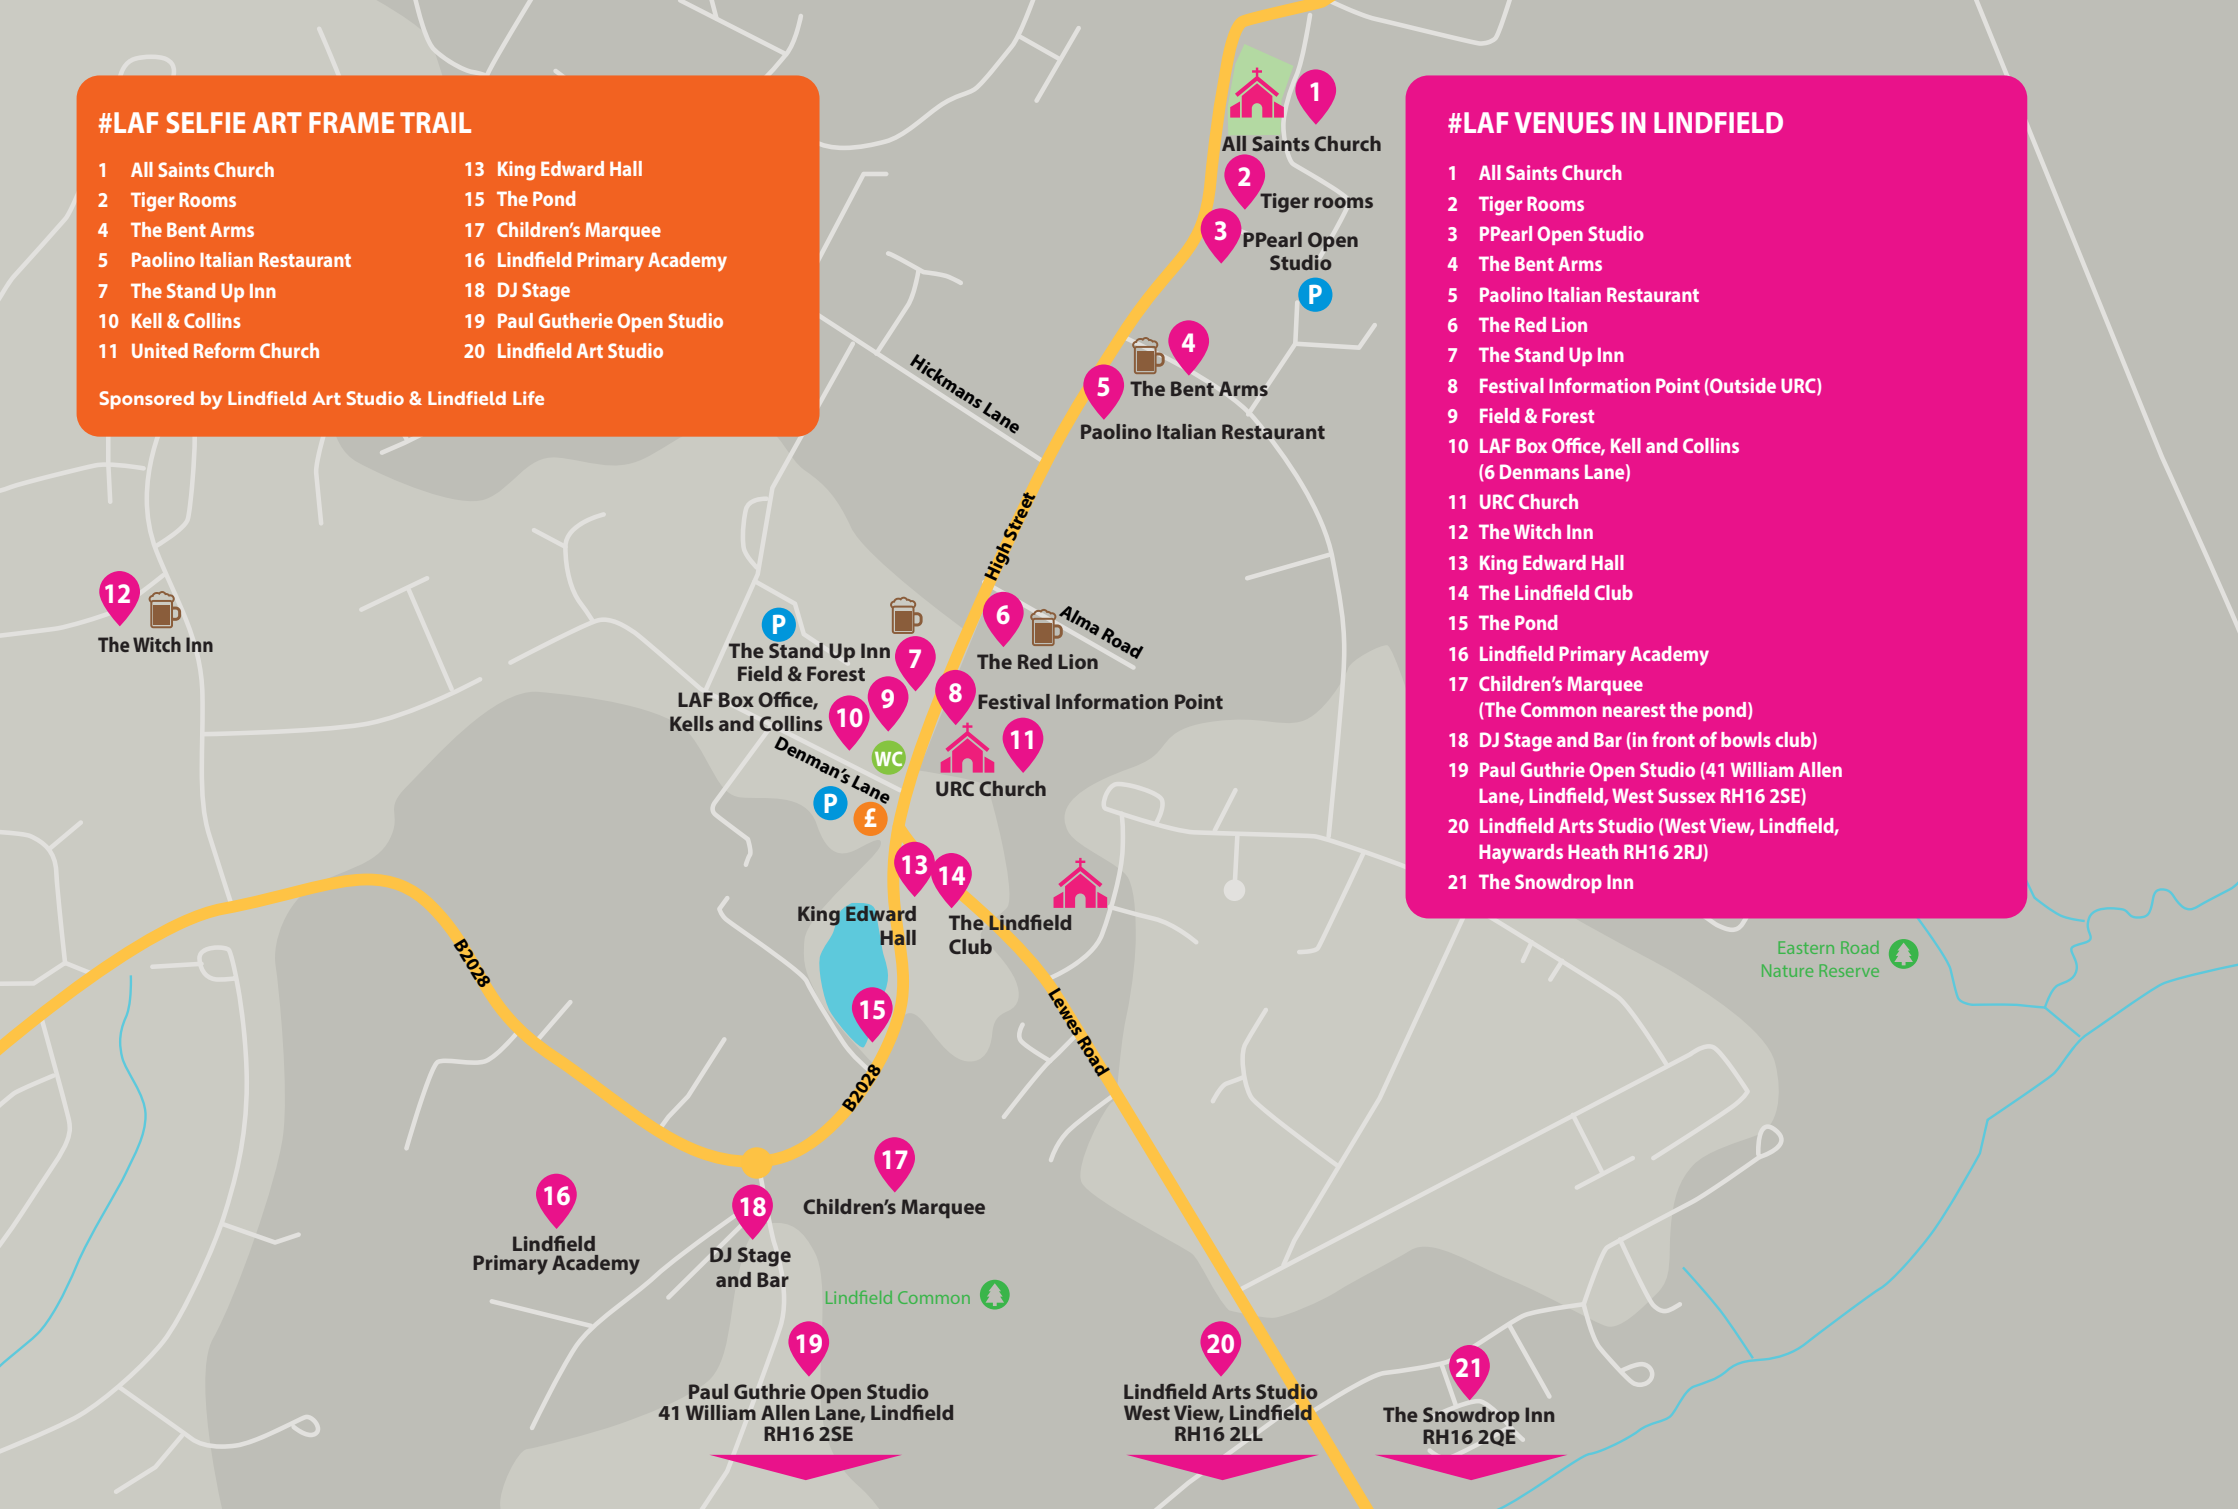 #LAF SELFIE ART FRAME TRAIL
1 All Saints Church
2 Tiger Rooms
4 The Bent Arms
5 Paolino Italian Restaurant
7 The Stand Up Inn
10 Kell & Collins
11 United Reform Church
13 King Edward Hall
15 The Pond
17 Children’s Marquee
16 Lindfield Primary Academy
18 DJ Stage
19 Paul Gutherie Open Studio
20 Lindfield Art Studio
Sponsored by Lindfield Art Studio & Lindfield Life
#LAF VENUES IN LINDFIELD
1 All Saints Church
2 Tiger Rooms
3 PPearl Open Studio
4 The Bent Arms
5 Paolino Italian Restaurant
6 The Red Lion
7 The Stand Up Inn
8 Festival Information Point (Outside URC)
9 Field & Forest
10 LAF Box Office, Kell and Collins
(6 Denmans Lane)
11 URC Church
12 The Witch Inn
13 King Edward Hall
14 The Lindfield Club
15 The Pond
16 Lindfield Primary Academy
17 Children’s Marquee
(The Common nearest the pond)
18 DJ Stage and Bar (in front of bowls club)
19 Paul Guthrie Open Studio (41 William Allen
Lane, Lindfield, West Sussex RH16 2SE)
20 Lindfield Arts Studio (West View, Lindfield,
Haywards Heath RH16 2RJ)
21 The Snowdrop Inn
1
All Saints Church
2
Tiger rooms
3
PPearl Open
Studio
P
4
The Bent Arms
5
Paolino Italian Restaurant
Hickmans Lane
High Street
12
The Witch Inn
6
Alma Road
The Red Lion
P
The Stand Up Inn
7
Field & Forest
9
LAF Box Office,
Kells and Collins
10
8
Festival Information Point
WC
11
URC Church
Denman’s Lane
P
£
13
14
King Edward
Hall
The Lindfield
Club
15
B2028
B2028
Lewes Road
Eastern Road
Nature Reserve
16
Lindfield
Primary Academy
17
Children’s Marquee
18
DJ Stage
and Bar
Lindfield Common
19
Paul Guthrie Open Studio
41 William Allen Lane, Lindfield
RH16 2SE
20
Lindfield Arts Studio
West View, Lindfield
RH16 2LL
21
The Snowdrop Inn
RH16 2QE